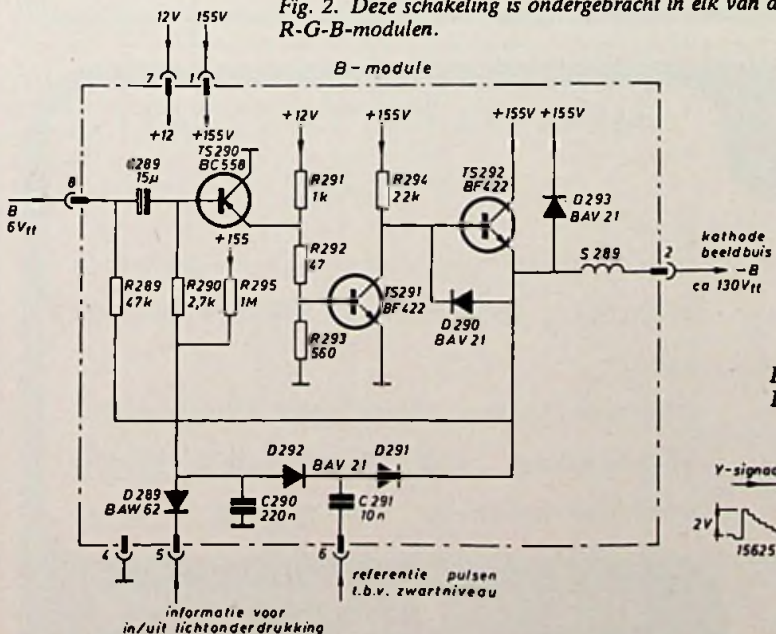 Fig. 2. Deze schakeling is ondergebracht in elk van d
R-G-B-modulen.
12V 155V
B-module
7 1
+12 +155V
TS290
BC558
+12V
+155V
+155V +155V
C289
15μ
8
B
6Vtt
R291
1k
R294
22k
TS292
BF422
D293
BAV 21
+155
R292
47
S 289
2
kathode
beeldbuis
-B
ca 130Vtt
R289
47k
R290
2,7k
R295
1M
TS291
BF422
D290
BAV 21
R293
560
D292
BAV 21
D291
D289
BAW 62
C290
220n
C291
10n
4 5 6
Y-signaa
2V
15625
referentie pulsen
t.b.v. zwartniveau
informatie voor
in/uit lichtonderdrukking